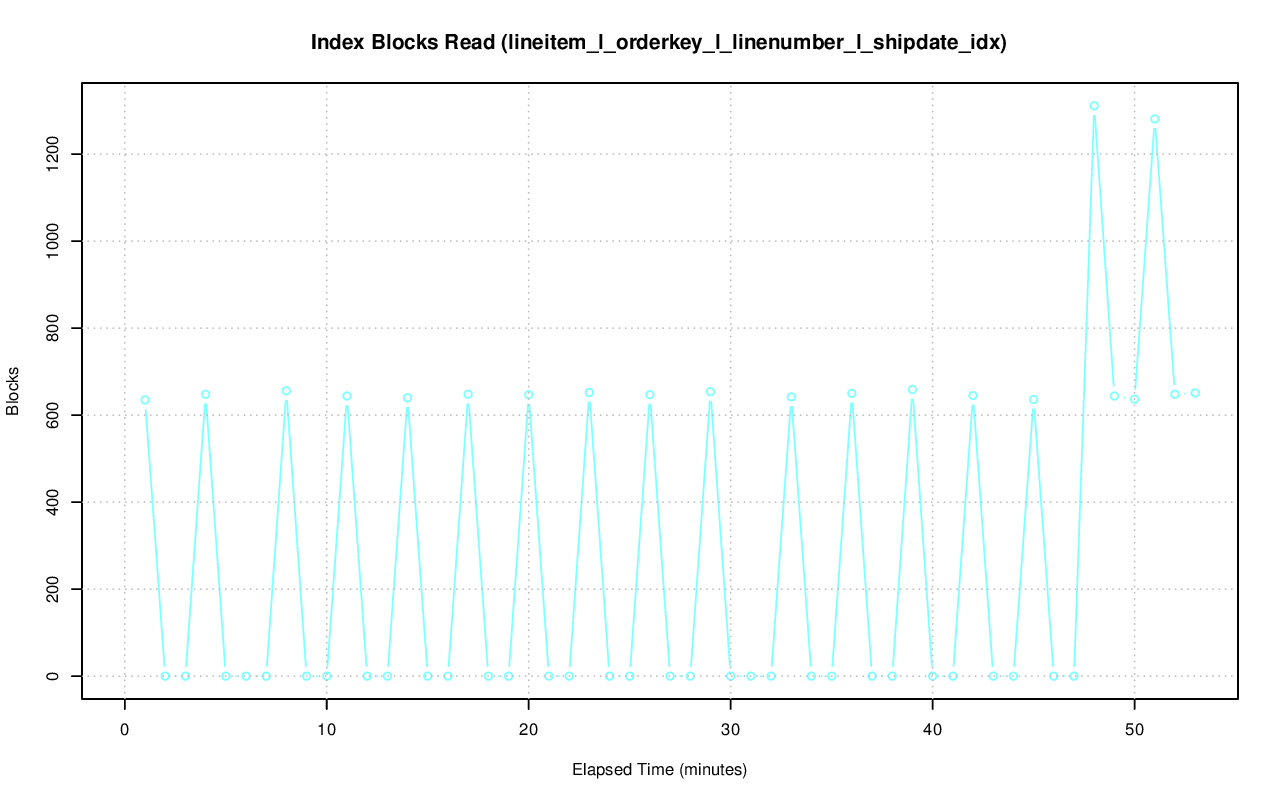 Index Blocks Read (lineitem_l_orderkey_l_linenumber_l_shipdate_idx)
1200
1000
800
600
400
200
0
Blocks
0 10 20 30 40 50
Elapsed Time (minutes)